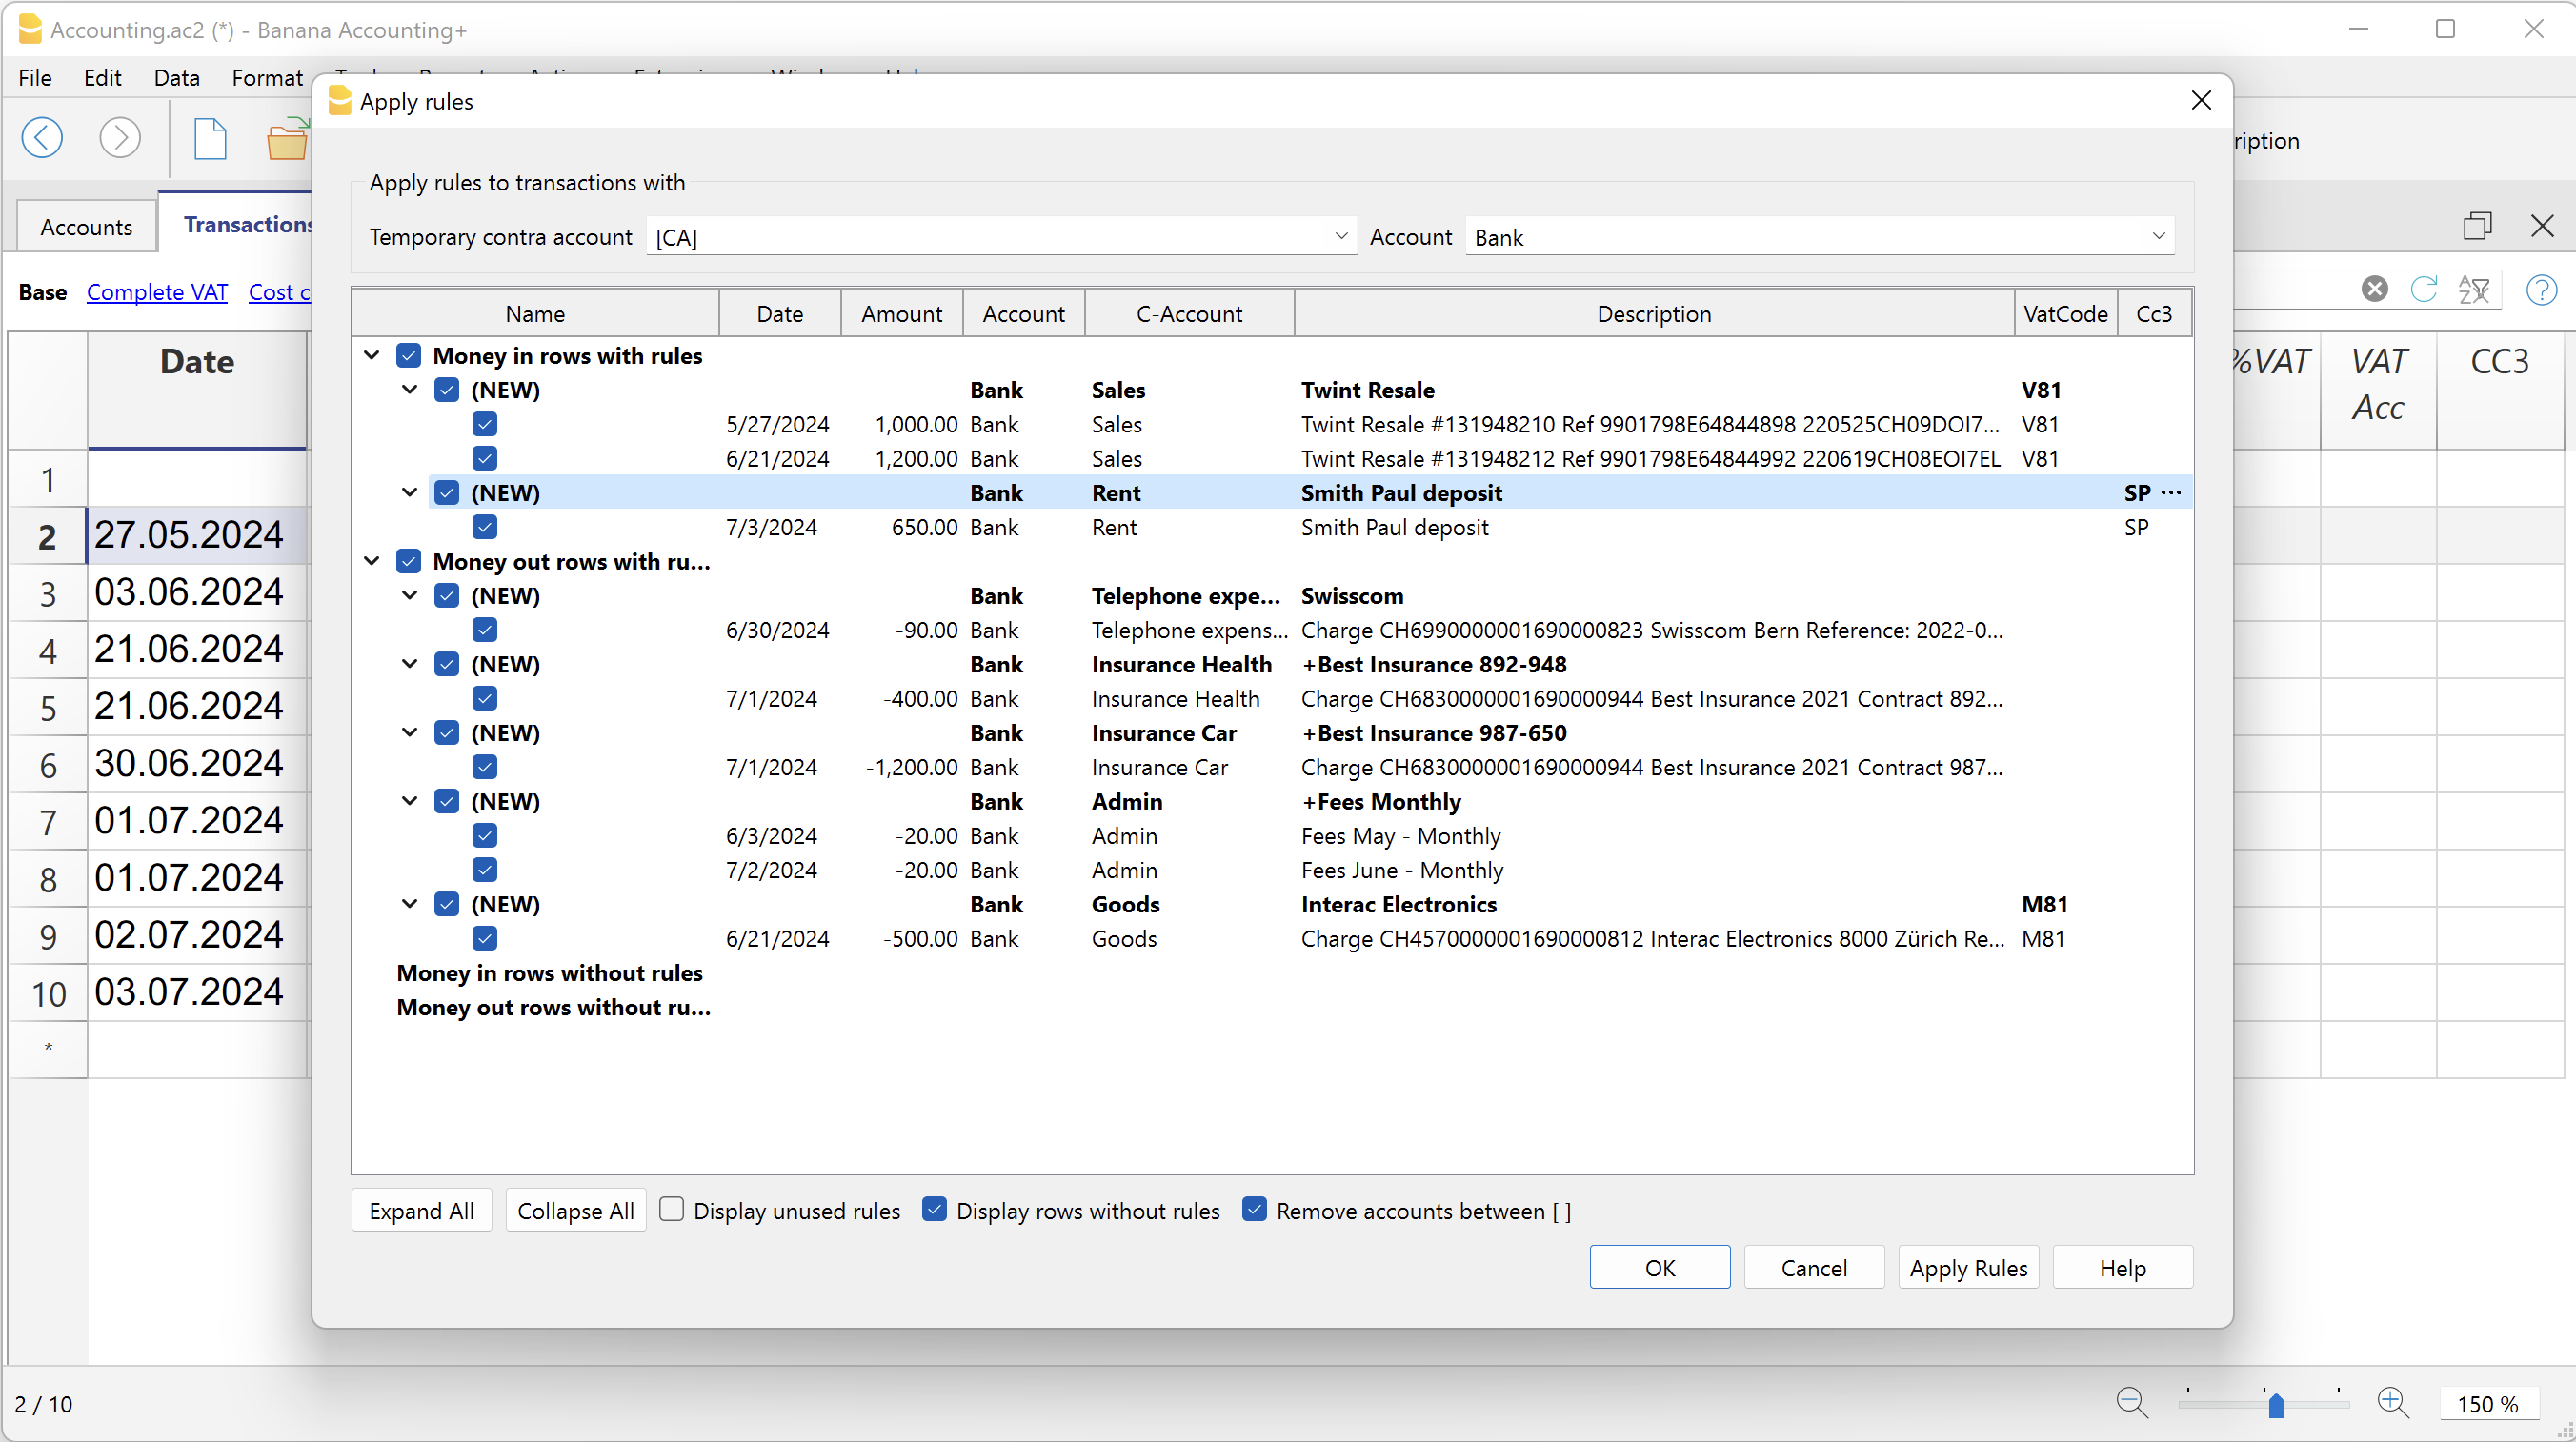 Accounting.ac2 (*) - Banana Accounting+
File Edit Data Format
Apply rules
ription
Apply rules to transactions with
Accounts Transactions
Temporary contra account [CA] Account Bank
Base Complete VAT Cost c
Name Date Amount Account C-Account Description VatCode Cc3
Date %VAT VAT Acc CC3
Money in rows with rules
(NEW) Bank Sales Twint Resale V81
5/27/2024 1,000.00 Bank Sales Twint Resale #131948210 Ref 9901798E64844898 220525CH09DOI7... V81
6/21/2024 1,200.00 Bank Sales Twint Resale #131948212 Ref 9901798E64844992 220619CH08EOI7EL V81
(NEW) Bank Rent Smith Paul deposit SP ...
7/3/2024 650.00 Bank Rent Smith Paul deposit SP
Money out rows with ru...
(NEW) Bank Telephone expe... Swisscom
6/30/2024 -90.00 Bank Telephone expens... Charge CH6990000001690000823 Swisscom Bern Reference: 2022-0...
(NEW) Bank Insurance Health +Best Insurance 892-948
7/1/2024 -400.00 Bank Insurance Health Charge CH6830000001690000944 Best Insurance 2021 Contract 892...
(NEW) Bank Insurance Car +Best Insurance 987-650
7/1/2024 -1,200.00 Bank Insurance Car Charge CH6830000001690000944 Best Insurance 2021 Contract 987...
(NEW) Bank Admin +Fees Monthly
6/3/2024 -20.00 Bank Admin Fees May - Monthly
7/2/2024 -20.00 Bank Admin Fees June - Monthly
(NEW) Bank Goods Interac Electronics M81
6/21/2024 -500.00 Bank Goods Charge CH4570000001690000812 Interac Electronics 8000 Zürich Re... M81
Money in rows without rules
Money out rows without ru...
1
2 27.05.2024
3 03.06.2024
4 21.06.2024
5 21.06.2024
6 30.06.2024
7 01.07.2024
8 01.07.2024
9 02.07.2024
10 03.07.2024
*
Expand All Collapse All Display unused rules Display rows without rules Remove accounts between [ ]
OK Cancel Apply Rules Help
2 / 10 150 %